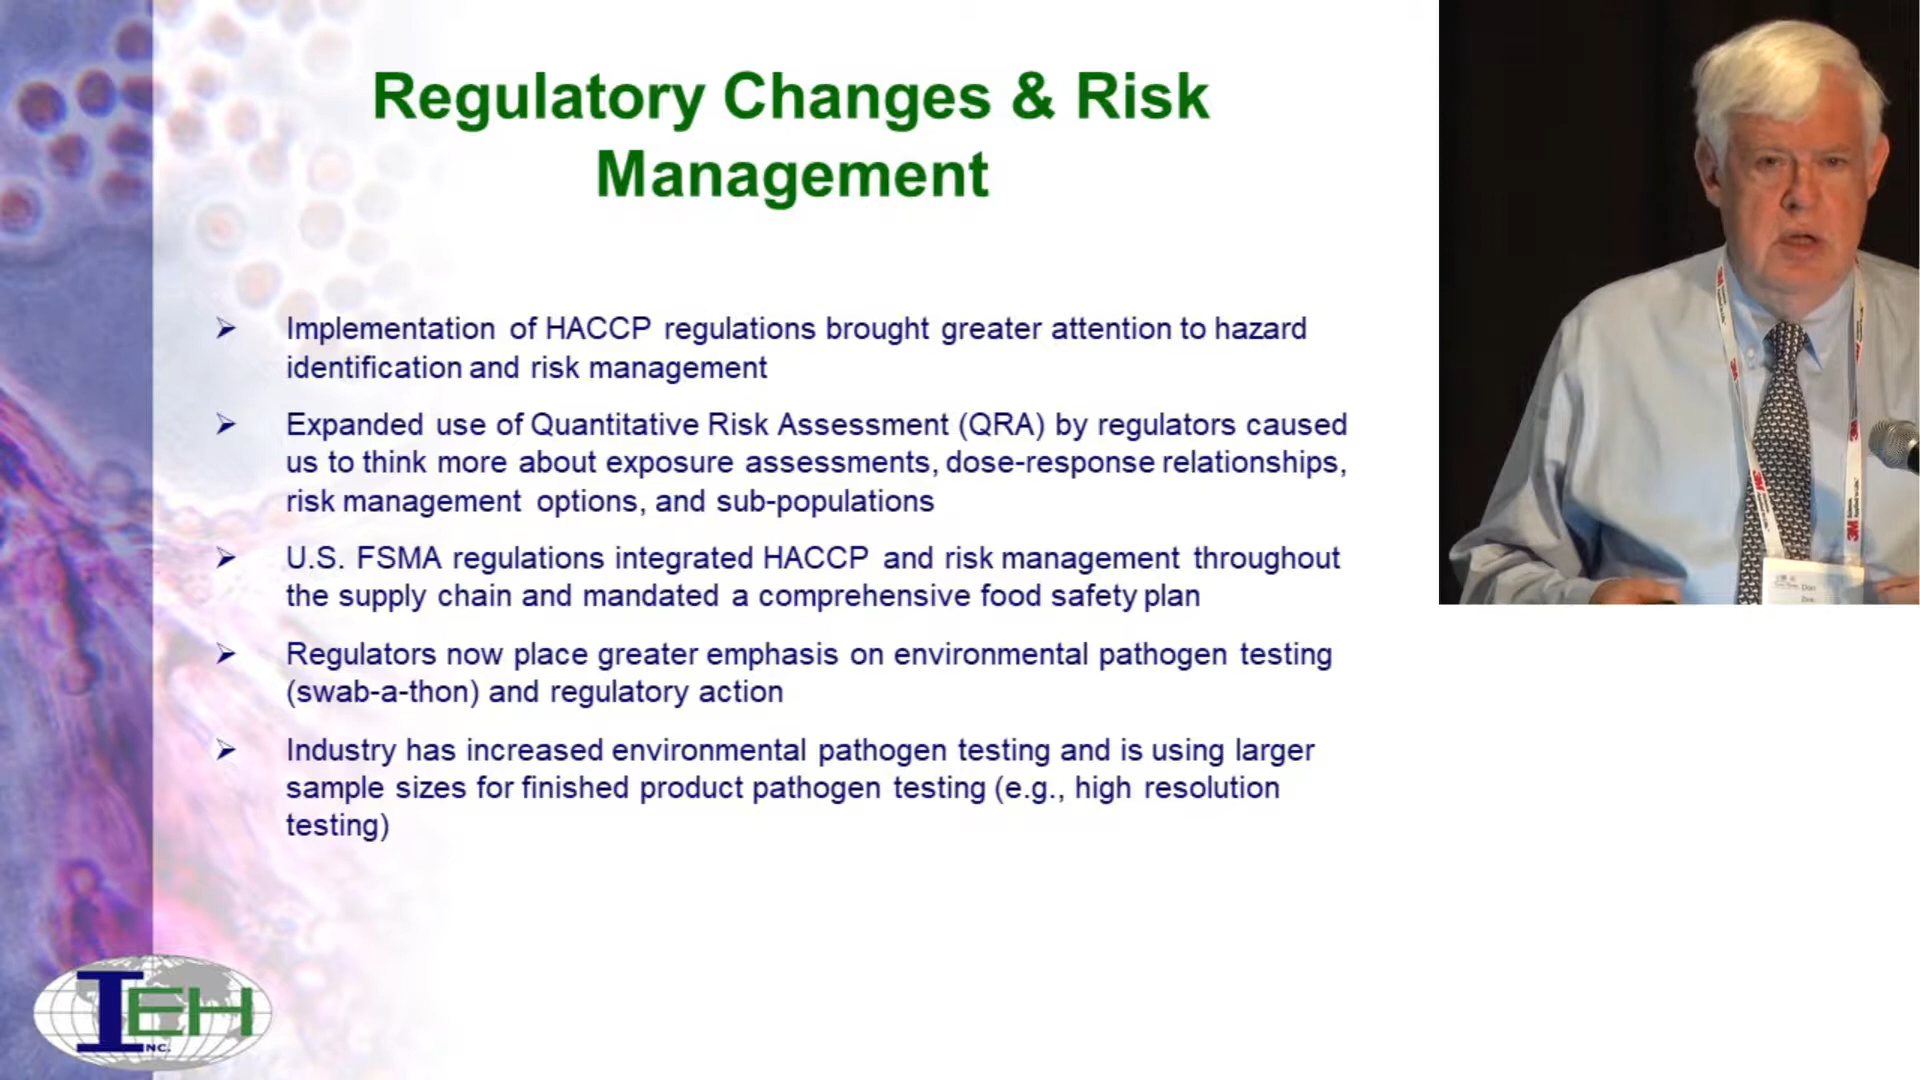 Regulatory Changes & Risk
Management
Implementation of HACCP regulations brought greater attention to hazard
identification and risk management
Expanded use of Quantitative Risk Assessment (QRA) by regulators caused
us to think more about exposure assessments, dose-response relationships,
risk management options, and sub-populations
U.S. FSMA regulations integrated HACCP and risk management throughout
the supply chain and mandated a comprehensive food safety plan
Regulators now place greater emphasis on environmental pathogen testing
(swab-a-thon) and regulatory action
Industry has increased environmental pathogen testing and is using larger
sample sizes for finished product pathogen testing (e.g., high resolution
testing)
IEH
INC.
3M
3M
3M
Don